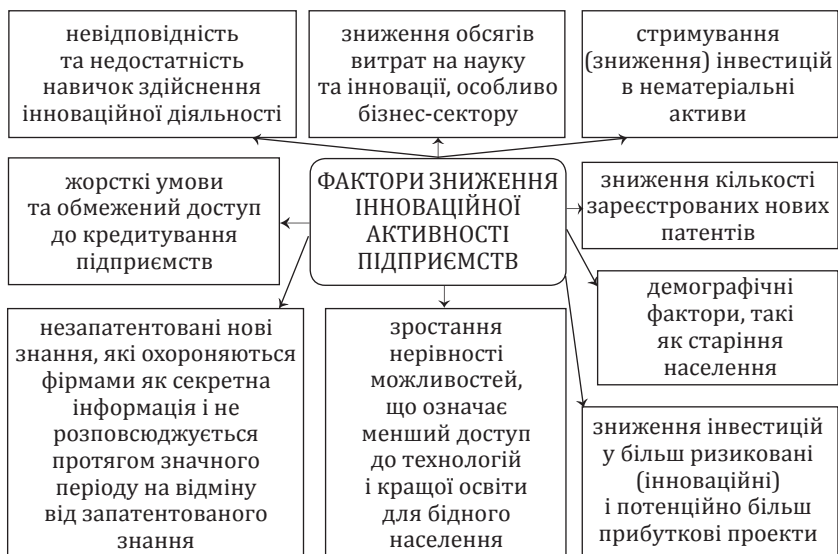 невідповідність
та недостатність
навичок здійснення
інноваційної діяльності
зниження обсягів
витрат на науку
та інновації, особливо
бізнес-сектору
стримування
(зниження) інвестицій
в нематеріальні
активи
жорсткі умови
та обмежений доступ
до кредитування
підприємств
ФАКТОРИ ЗНИЖЕННЯ
ІННОВАЦІЙНОЇ
АКТИВНОСТІ
ПІДПРИЄМСТВ
зниження кількості
зареєстрованих нових
патентів
демографічні
фактори, такі
як старіння
населення
незапатентовані нові
знання, які охороняються
фірмами як секретна
інформація і не
розповсюджується
протягом значного
періоду на відміну
від запатентованого
знання
зростання
нерівності
можливостей,
що означає
менший доступ
до технологій
і кращої освіти
для бідного
населення
зниження інвестицій
у більш ризиковані
(інноваційні)
і потенційно більш
прибуткові проекти